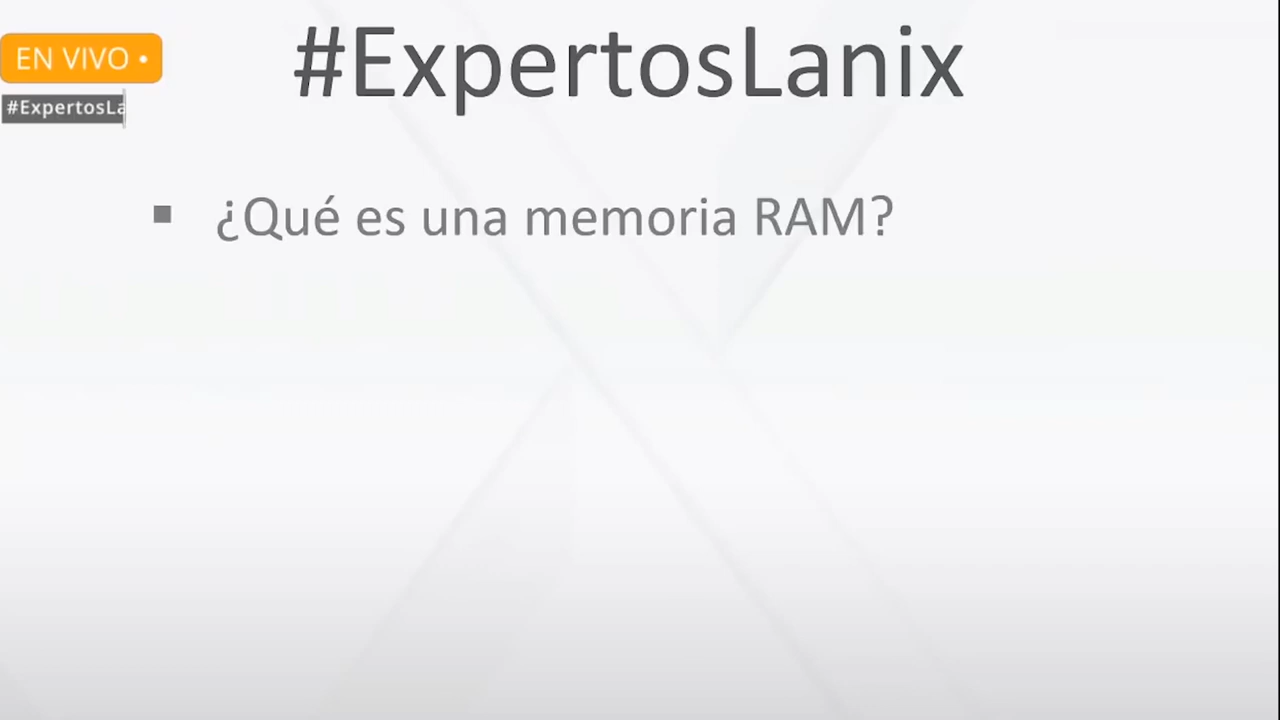 #ExpertosLanix
EN VIVO •
#ExpertosLa
▪ ¿Qué es una memoria RAM?